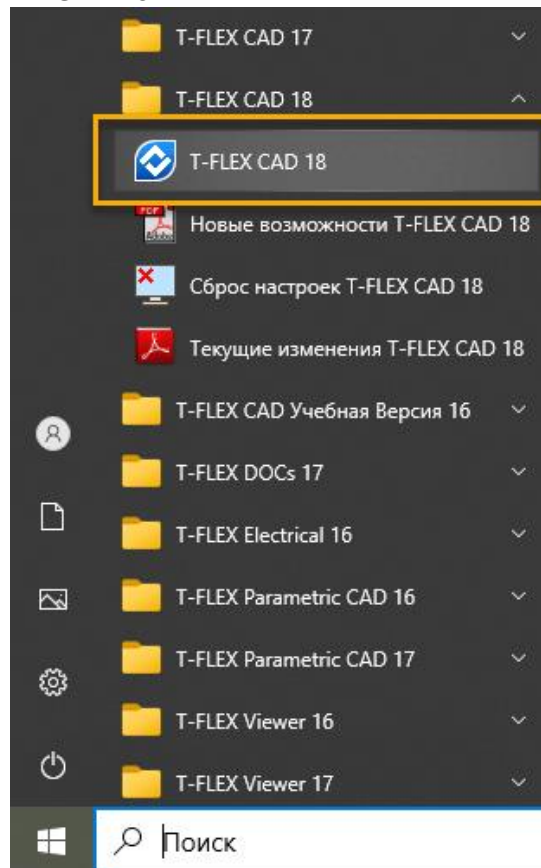 T-FLEX CAD 17
T-FLEX CAD 18
T-FLEX CAD 18
PDF
Adobe
Новые возможности T-FLEX CAD 18
Сброс настроек T-FLEX CAD 18
Текущие изменения T-FLEX CAD 18
T-FLEX CAD Учебная Версия 16
T-FLEX DOCs 17
T-FLEX Electrical 16
T-FLEX Parametric CAD 16
T-FLEX Parametric CAD 17
T-FLEX Viewer 16
T-FLEX Viewer 17
Поиск